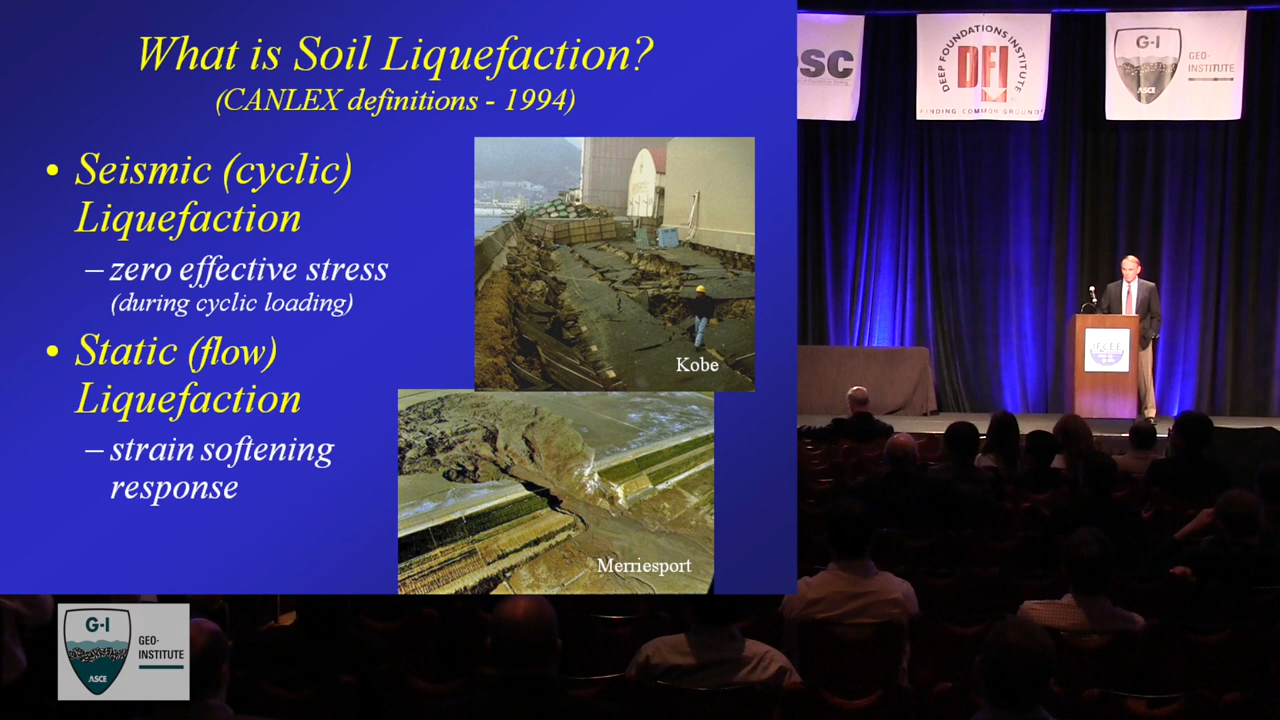 What is Soil Liquefaction?
(CANLEX definitions - 1994)
• Seismic (cyclic)
Liquefaction
– zero effective stress
(during cyclic loading)
• Static (flow)
Liquefaction
– strain softening
response
Kobe
Merriesport
SC
DEEP FOUNDATIONS INSTITUTE
DFI
FINDING COMMON GROUND
G-I
ASCE
GEO-
INSTITUTE
IFCEE
G-I
ASCE
GEO-
INSTITUTE